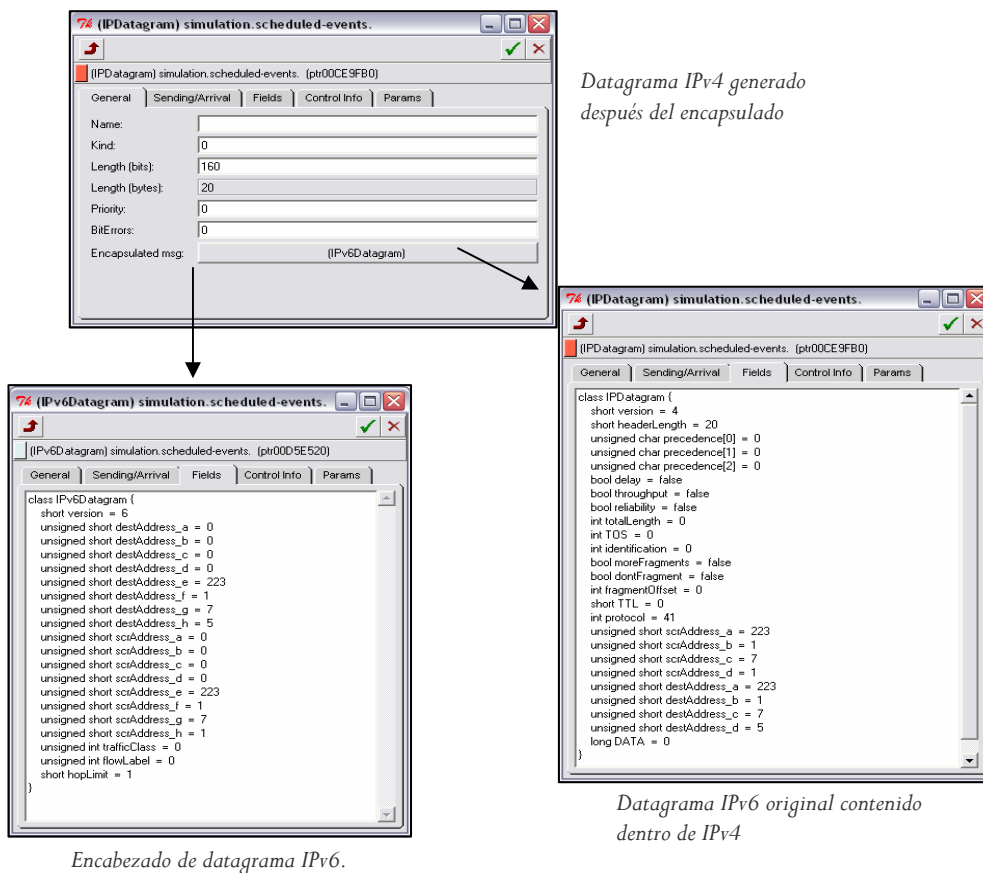 (IPDatagram) simulation.scheduled-events.
(IPDatagram) simulation.scheduled-events. (ptr00CE9FB0)
General Sending/Arrival Fields Control Info Params
Name:
Kind: 0
Length (bits): 160
Length (bytes): 20
Priority: 0
BitErrors: 0
Encapsulated msg: (IPv6Datagram)
Datagrama IPv4 generado
después del encapsulado
(IPv6Datagram) simulation.scheduled-events.
(IPv6Datagram) simulation.scheduled-events. (ptr00D5E520)
General Sending/Arrival Fields Control Info Params
class IPv6Datagram {
short version = 6
unsigned short destAddress_a = 0
unsigned short destAddress_b = 0
unsigned short destAddress_c = 0
unsigned short destAddress_d = 0
unsigned short destAddress_e = 223
unsigned short destAddress_f = 1
unsigned short destAddress_g = 7
unsigned short destAddress_h = 5
unsigned short scrAddress_a = 0
unsigned short scrAddress_b = 0
unsigned short scrAddress_c = 0
unsigned short scrAddress_d = 0
unsigned short scrAddress_e = 223
unsigned short scrAddress_f = 1
unsigned short scrAddress_g = 7
unsigned short scrAddress_h = 1
unsigned int trafficClass = 0
unsigned int flowLabel = 0
short hopLimit = 1
}
Encabezado de datagrama IPv6.
(IPDatagram) simulation.scheduled-events.
(IPDatagram) simulation.scheduled-events. (ptr00CE9FB0)
General Sending/Arrival Fields Control Info Params
class IPDatagram {
short version = 4
short headerLength = 20
unsigned char precedence[0] = 0
unsigned char precedence[1] = 0
unsigned char precedence[2] = 0
bool delay = false
bool throughput = false
bool reliability = false
int totalLength = 0
int TOS = 0
int identification = 0
bool moreFragments = false
bool dontFragment = false
int fragmentOffset = 0
short TTL = 0
int protocol = 41
unsigned short scrAddress_a = 223
unsigned short scrAddress_b = 1
unsigned short scrAddress_c = 7
unsigned short scrAddress_d = 1
unsigned short destAddress_a = 223
unsigned short destAddress_b = 1
unsigned short destAddress_c = 7
unsigned short destAddress_d = 5
long DATA = 0
}
Datagrama IPv6 original contenido
dentro de IPv4